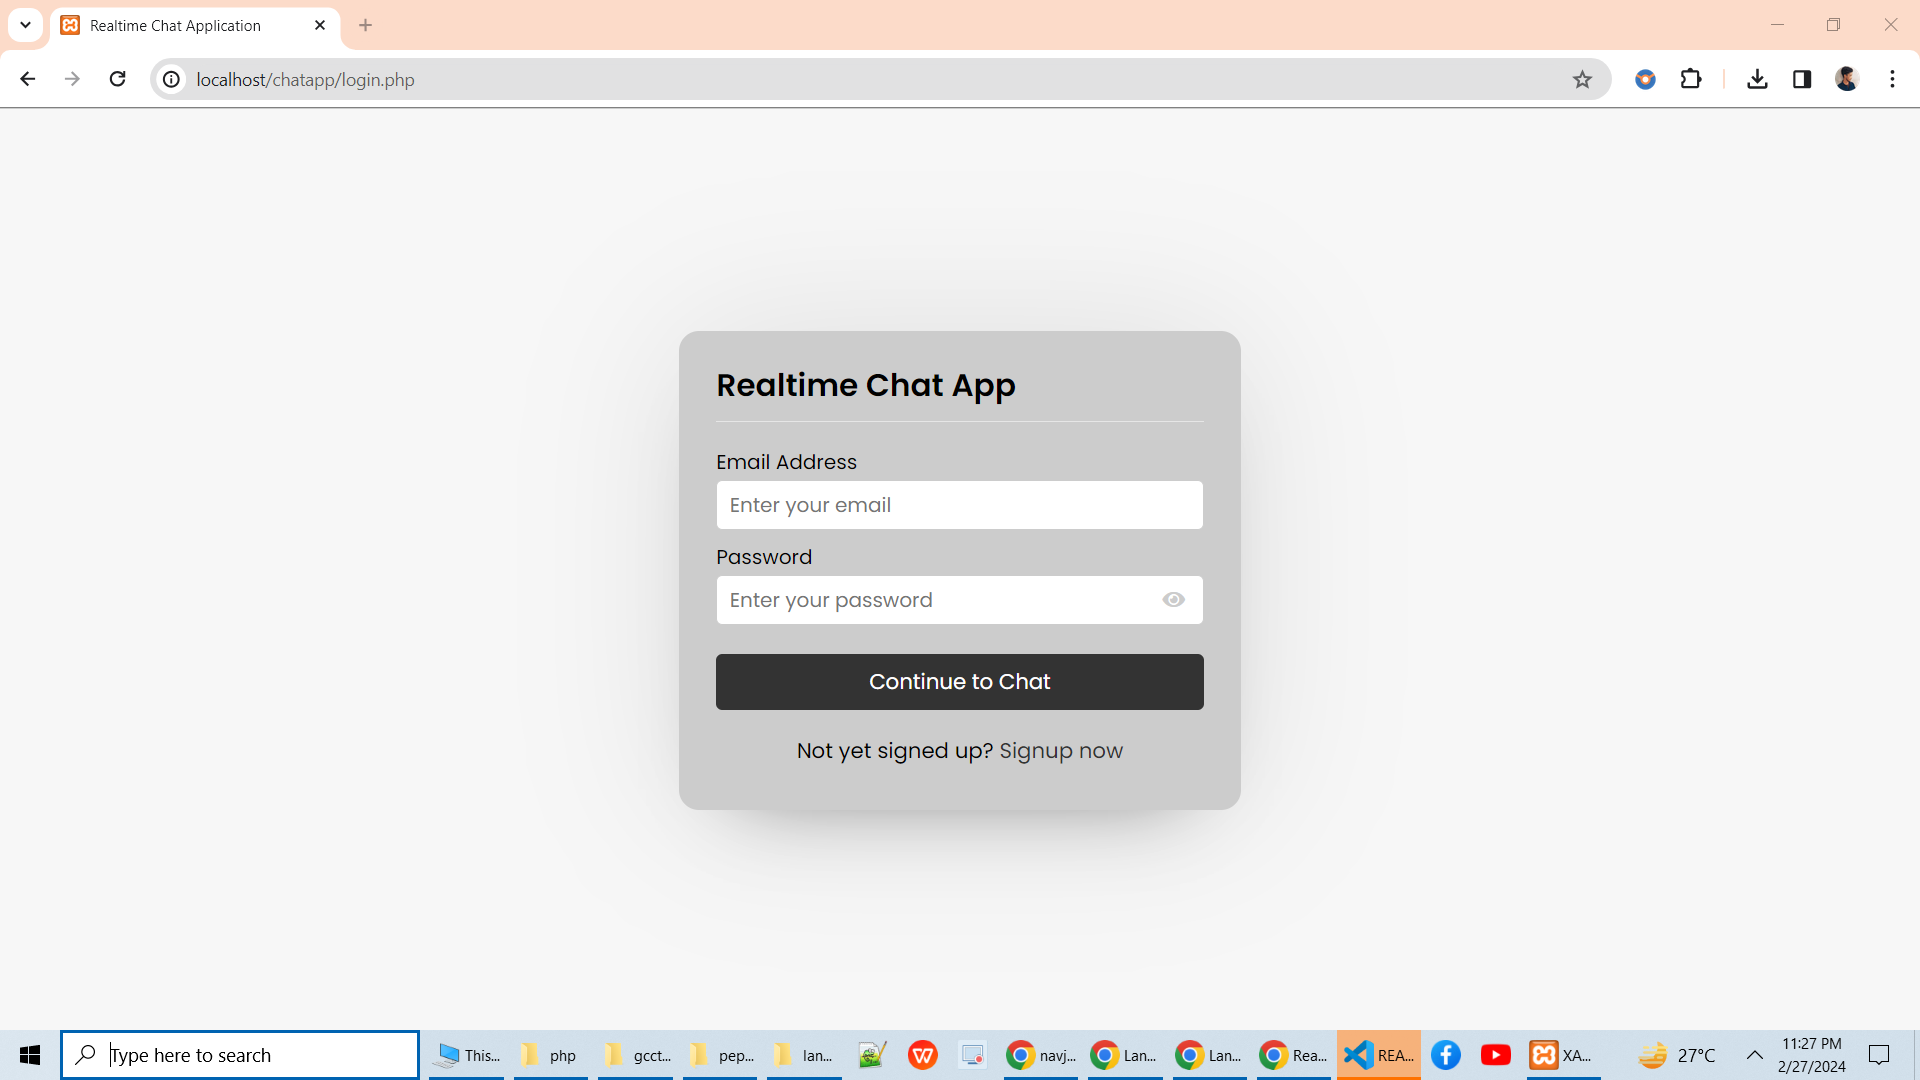 Realtime Chat Application
localhost/chatapp/login.php
Realtime Chat App
Email Address
Enter your email
Password
Enter your password
Continue to Chat
Not yet signed up? Signup now
Type here to search
This...
php
gcct...
pep...
lan...
navj...
Lan...
Lan...
Rea...
REA...
XA...
27°C
11:27 PM
2/27/2024